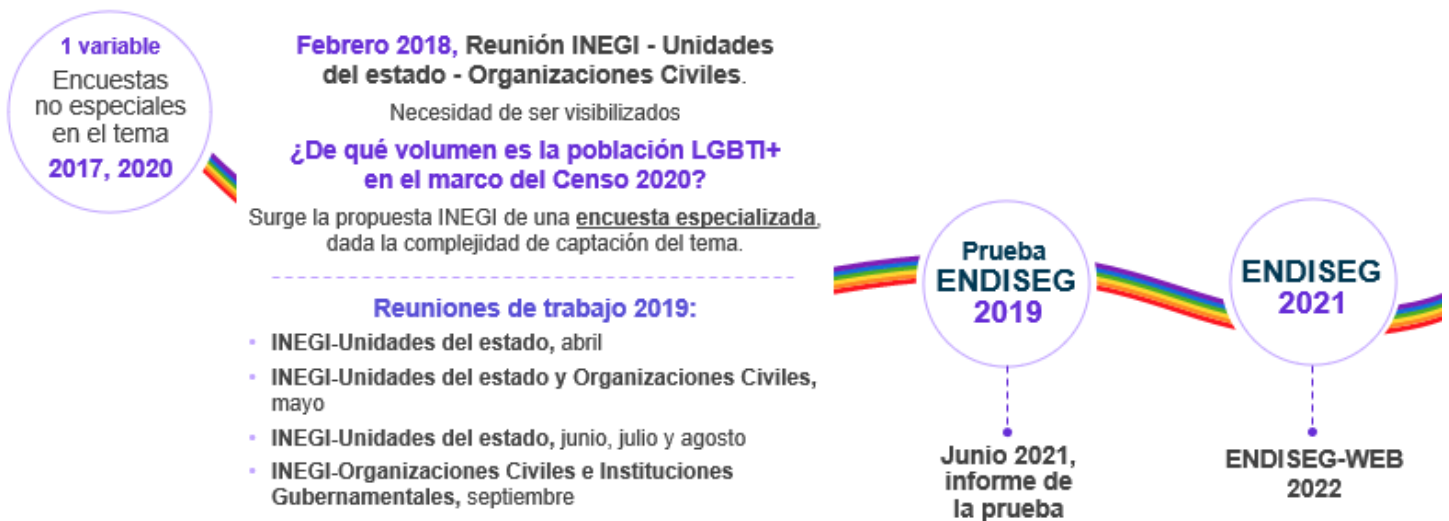 1 variable
Encuestas
no especiales
en el tema
2017, 2020
Febrero 2018, Reunión INEGI - Unidades
del estado - Organizaciones Civiles.
Necesidad de ser visibilizados
¿De qué volumen es la población LGBTI+
en el marco del Censo 2020?
Surge la propuesta INEGI de una encuesta especializada,
dada la complejidad de captación del tema.
Reuniones de trabajo 2019:
• INEGI-Unidades del estado, abril
• INEGI-Unidades del estado y Organizaciones Civiles,
mayo
• INEGI-Unidades del estado, junio, julio y agosto
• INEGI-Organizaciones Civiles e Instituciones
Gubernamentales, septiembre
Prueba
ENDISEG
2019
Junio 2021,
informe de
la prueba
ENDISEG
2021
ENDISEG-WEB
2022